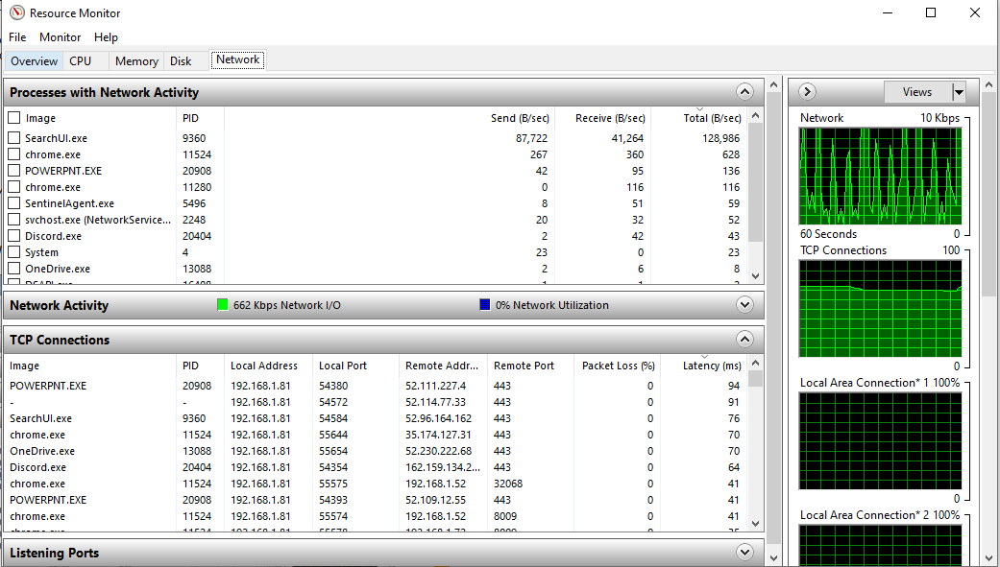 Resource Monitor
File Monitor Help
Overview CPU Memory Disk Network
Processes with Network Activity
Image PID Send (B/sec) Receive (B/sec) Total (B/sec)
SearchUI.exe 9360 87,722 41,264 128,986
chrome.exe 11524 267 360 628
POWERPNT.EXE 20908 42 95 136
chrome.exe 11280 0 116 116
SentinelAgent.exe 5496 8 51 59
svchost.exe (NetworkService... 2248 20 32 52
Discord.exe 20404 2 42 43
System 4 23 0 23
OneDrive.exe 13088 2 6 8
Network Activity 662 Kbps Network I/O 0% Network Utilization
TCP Connections
Image PID Local Address Local Port Remote Addr... Remote Port Packet Loss (%) Latency (ms)
POWERPNT.EXE 20908 192.168.1.81 54380 52.111.227.4 443 0 94
- - 192.168.1.81 54572 52.114.77.33 443 0 91
SearchUI.exe 9360 192.168.1.81 54584 52.96.164.162 443 0 76
chrome.exe 11524 192.168.1.81 55644 35.174.127.31 443 0 70
OneDrive.exe 13088 192.168.1.81 55654 52.230.222.68 443 0 70
Discord.exe 20404 192.168.1.81 54354 162.159.134.2... 443 0 64
chrome.exe 11524 192.168.1.81 55575 192.168.1.52 32068 0 41
POWERPNT.EXE 20908 192.168.1.81 54393 52.109.12.55 443 0 41
chrome.exe 11524 192.168.1.81 55574 192.168.1.52 8009 0 41
Listening Ports
Views
Network 10 Kbps
60 Seconds 0
TCP Connections 100
0
Local Area Connection* 1 100%
0
Local Area Connection* 2 100%